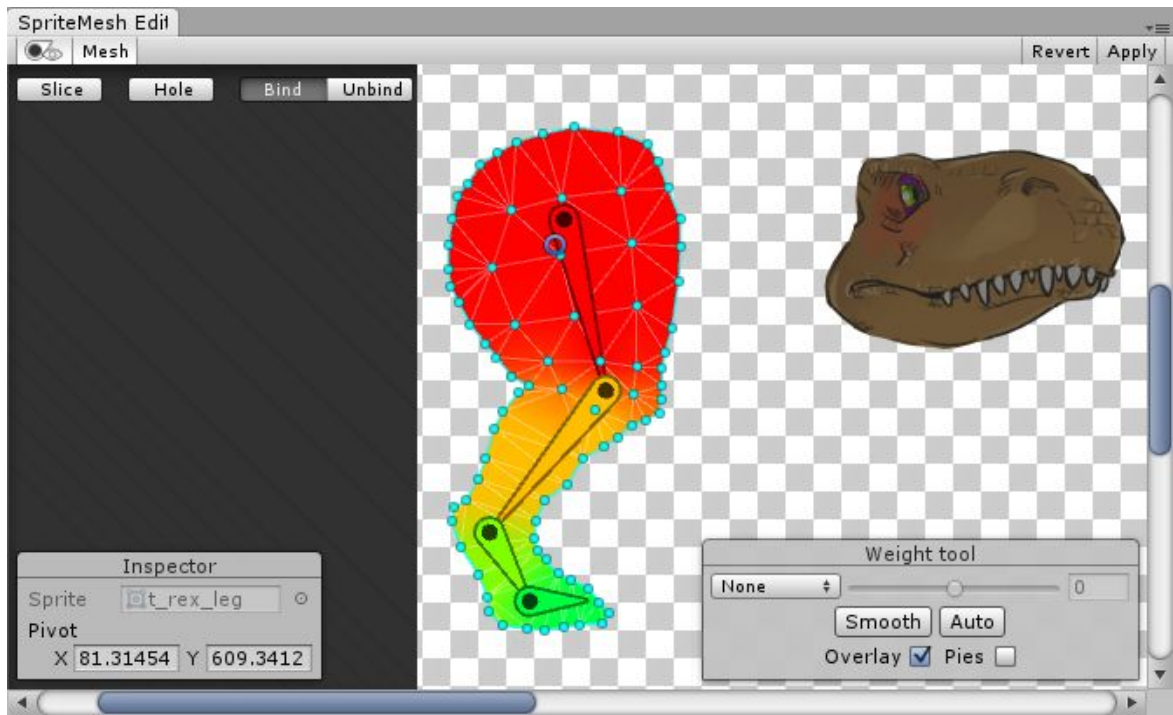 SpriteMesh Edit
Mesh Revert Apply
Slice Hole Bind Unbind
Inspector
Sprite t_rex_leg
Pivot
X 81.31454 Y 609.3412
Weight tool
None 0
Smooth Auto
Overlay Pies